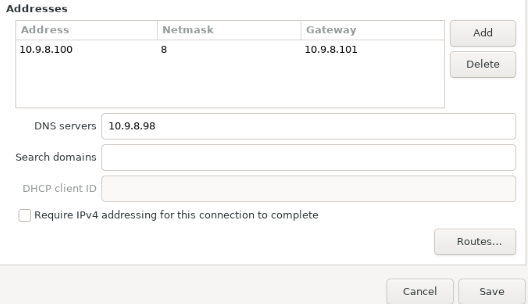 Addresses
Address Netmask Gateway
10.9.8.100 8 10.9.8.101
Add
Delete
DNS servers 10.9.8.98
Search domains
DHCP client ID
Require IPv4 addressing for this connection to complete
Routes...
Cancel Save